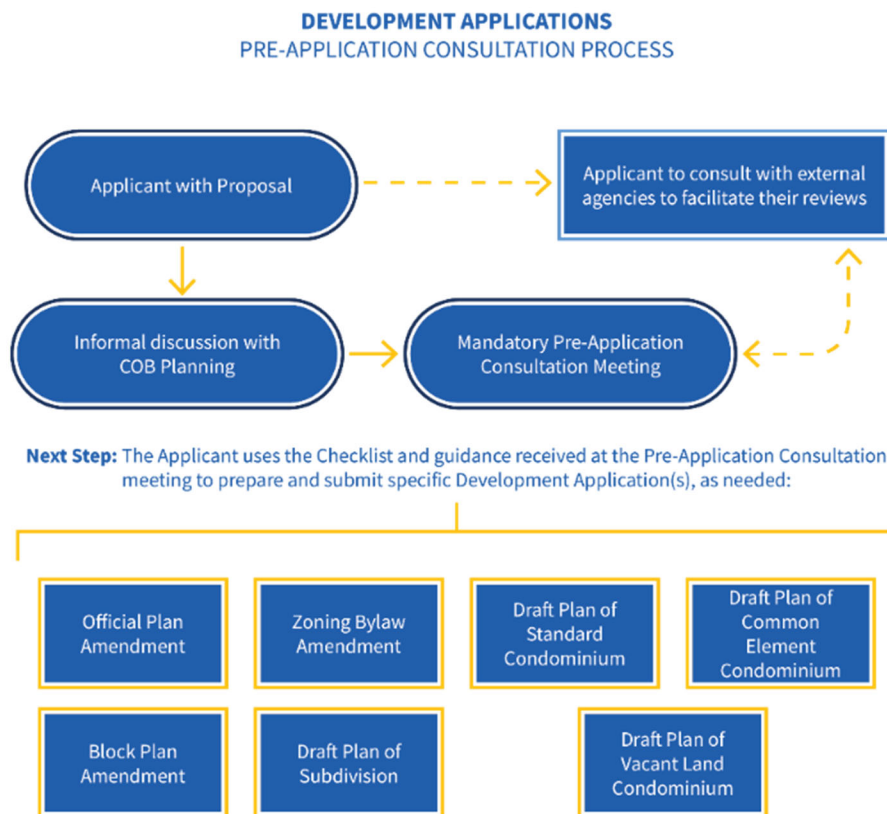 DEVELOPMENT APPLICATIONS
PRE-APPLICATION CONSULTATION PROCESS
Applicant with Proposal
Applicant to consult with external
agencies to facilitate their reviews
Informal discussion with
COB Planning
Mandatory Pre-Application
Consultation Meeting
Next Step: The Applicant uses the Checklist and guidance received at the Pre-Application Consultation
meeting to prepare and submit specific Development Application(s), as needed:
Official Plan
Amendment
Zoning Bylaw
Amendment
Draft Plan of
Standard
Condominium
Draft Plan of
Common
Element
Condominium
Block Plan
Amendment
Draft Plan of
Subdivision
Draft Plan of
Vacant Land
Condominium